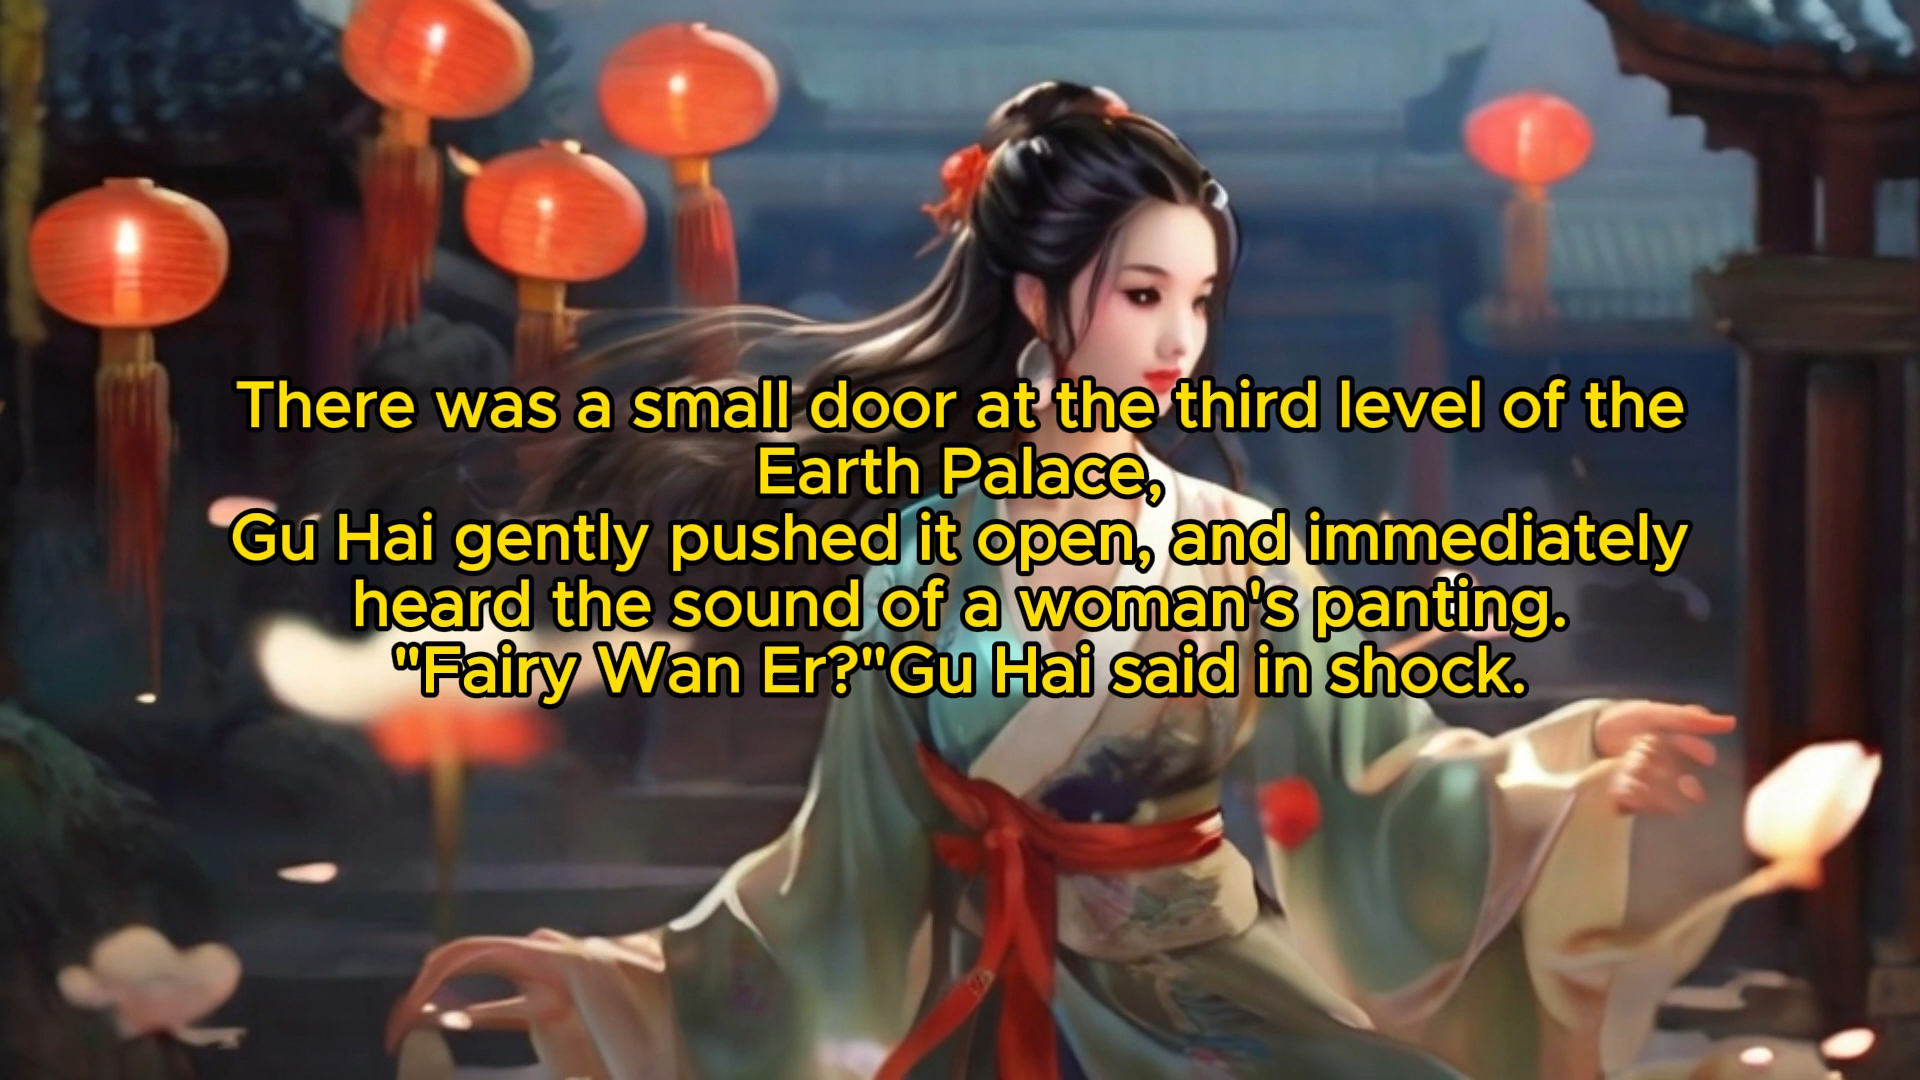 There was a small door at the third level of the
Earth Palace,
Gu Hai gently pushed it open, and immediately
heard the sound of a woman's panting.
"Fairy Wan Er?"Gu Hai said in shock.